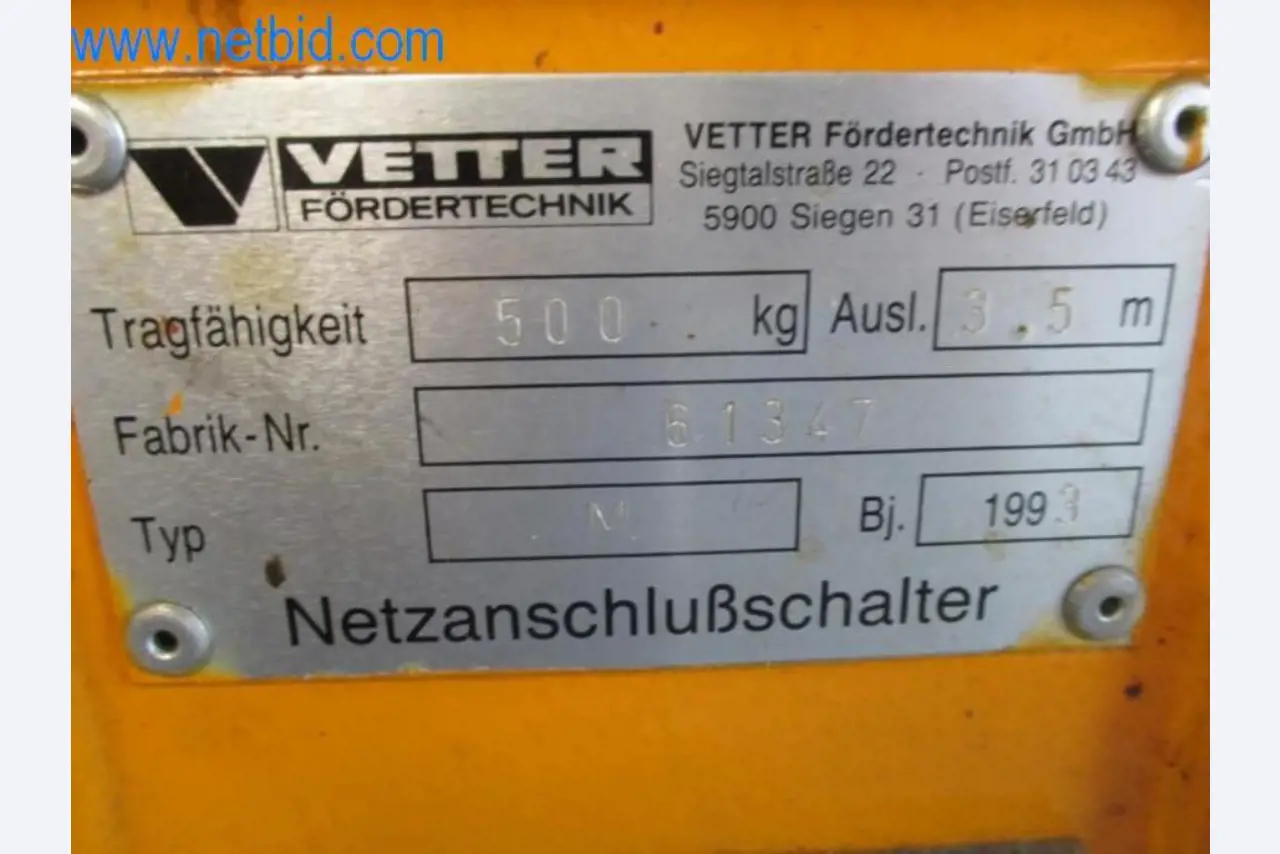 www.netbid.com
VETTER
FÖRDERTECHNIK
VETTER Fördertechnik GmbH
Siegtalstraße 22 · Postf. 31 03 43
5900 Siegen 31 (Eiserfeld)
Tragfähigkeit 500 kg Ausl. 3.5 m
Fabrik-Nr. 61347
Typ M Bj. 1993
Netzanschlußschalter